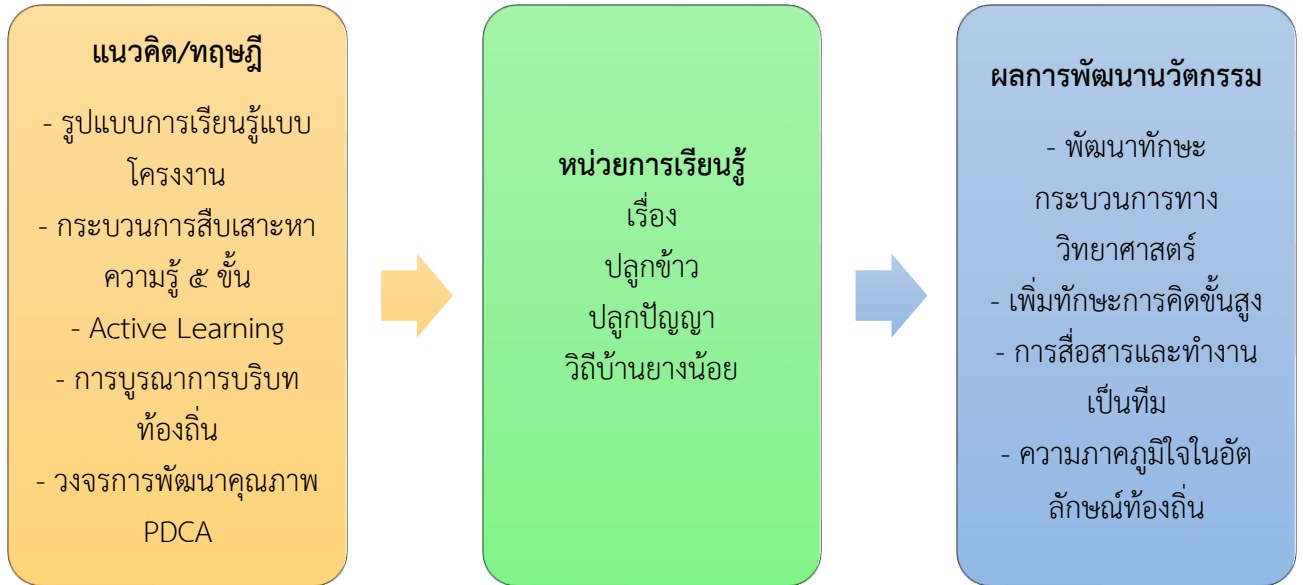 แนวคิด/ทฤษฎี
- รูปแบบการเรียนรู้แบบ
โครงงาน
- กระบวนการสืบเสาะหา
ความรู้ ๕ ขั้น
- Active Learning
- การบูรณาการบริบท
ท้องถิ่น
- วงจรการพัฒนาคุณภาพ
PDCA
หน่วยการเรียนรู้
เรื่อง
ปลูกข้าว
ปลูกปัญญา
วิถีบ้านยางน้อย
ผลการพัฒนานวัตกรรม
- พัฒนาทักษะ
กระบวนการทาง
วิทยาศาสตร์
- เพิ่มทักษะการคิดขั้นสูง
- การสื่อสารและทำงาน
เป็นทีม
- ความภาคภูมิใจในอัต
ลักษณ์ท้องถิ่น